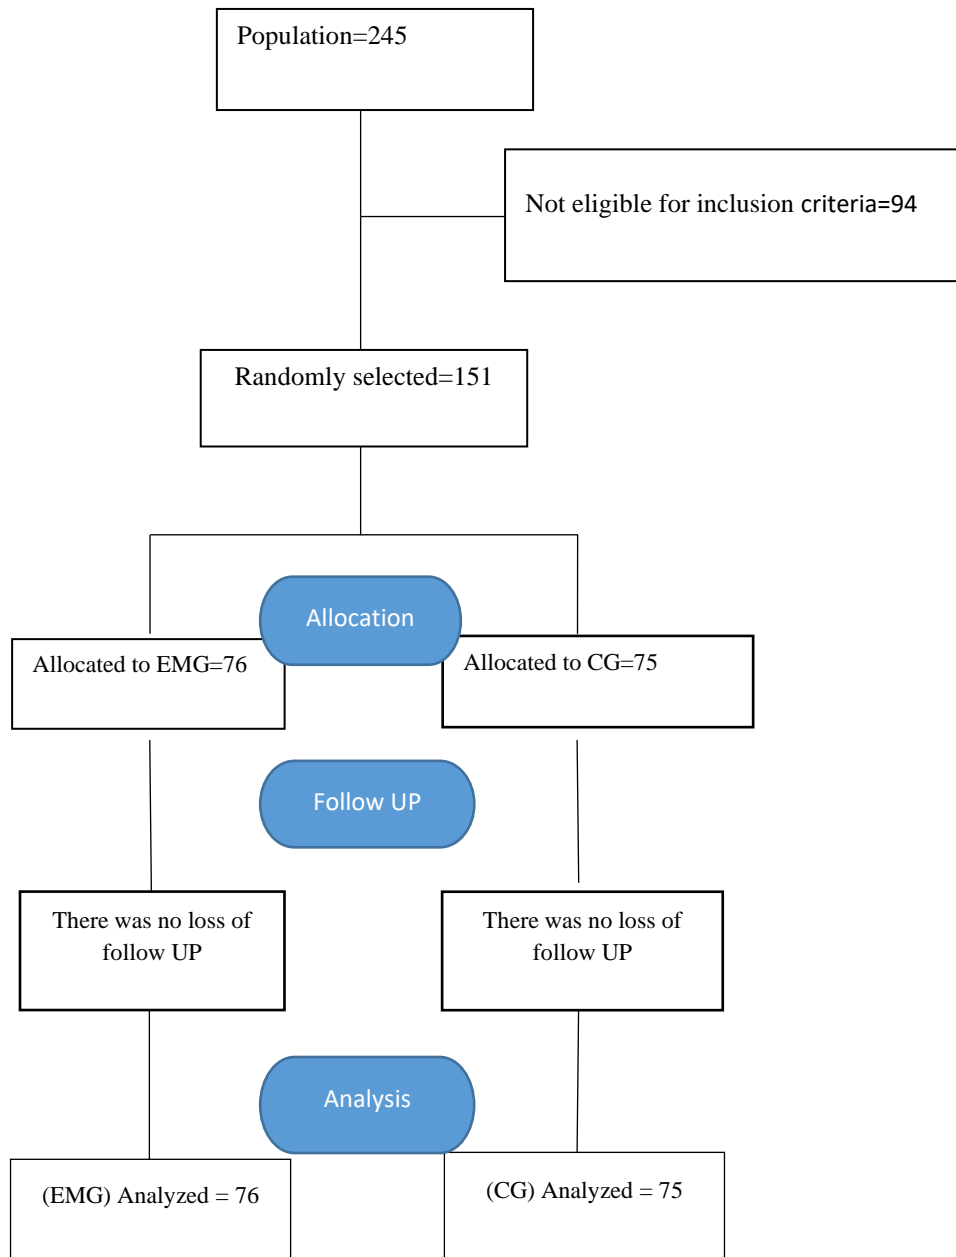 Population=245
Not eligible for inclusion criteria=94
Randomly selected=151
Allocation
Allocated to EMG=76
Allocated to CG=75
Follow UP
There was no loss of
follow UP
There was no loss of
follow UP
Analysis
(EMG) Analyzed = 76
(CG) Analyzed = 75